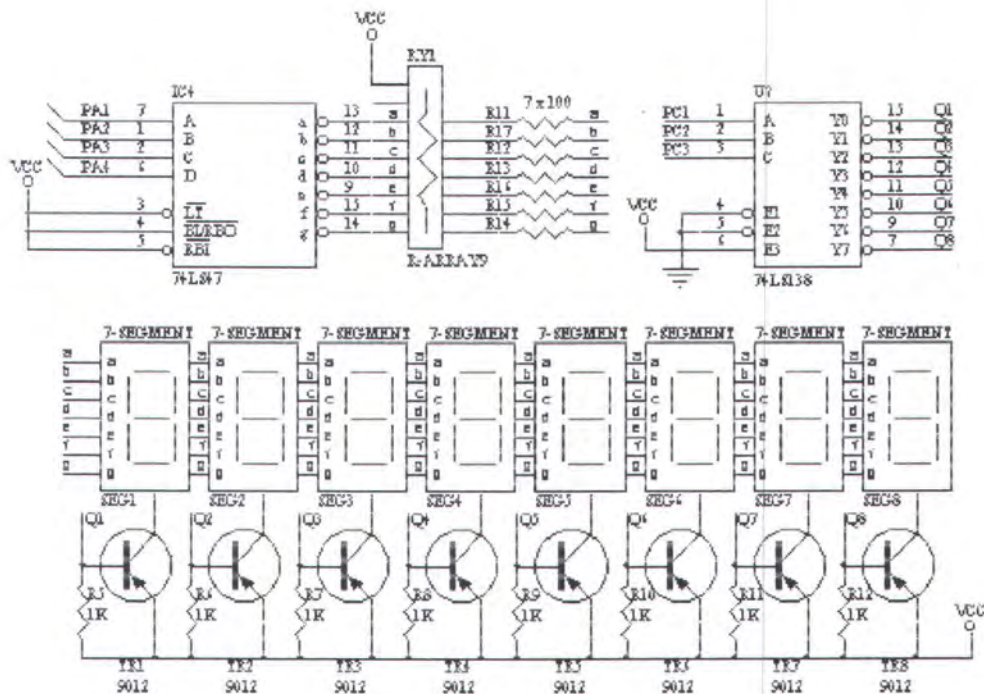 VCC
RY1
IC4
7x100
U7
PA1 7 A a 13 a R11 a
PA2 1 B b 12 b R17 b
PA3 2 C c 11 c R12 c
PA4 6 D d 10 d R13 d
e 9 e R16 e
f 15 f R15 f
g 14 g R14 g
VCC
3 LT
4 BI/RBO
5 RBI
74LS47
RrARRAY9
PC1 1 A Y0 15 Q1
PC2 2 B Y1 14 Q2
PC3 3 C Y2 13 Q3
Y3 12 Q4
Y4 11 Q5
VCC
4 E1 Y5 10 Q6
5 E2 Y6 9 Q7
6 E3 Y7 7 Q8
74LS138
7-SEGMENT 7-SEGMENT 7-SEGMENT 7-SEGMENT 7-SEGMENT 7-SEGMENT 7-SEGMENT 7-SEGMENT
a a a a a a a a a a a a a a a a
b b b b b b b b b b b b b b b b
c c c c c c c c c c c c c c c c
d d d d d d d d d d d d d d d d
e e e e e e e e e e e e e e e e
f f f f f f f f f f f f f f f f
g g g g g g g g g g g g g g g g
SEG1 SEG2 SEG3 SEG4 SEG5 SEG6 SEG7 SEG8
Q1 Q2 Q3 Q4 Q5 Q6 Q7 Q8
R5 R6 R7 R8 R9 R10 R11 R12
1K 1K 1K 1K 1K 1K 1K 1K
VCC
TR1 TR2 TR3 TR4 TR5 TR6 TR7 TR8
9012 9012 9012 9012 9012 9012 9012 9012